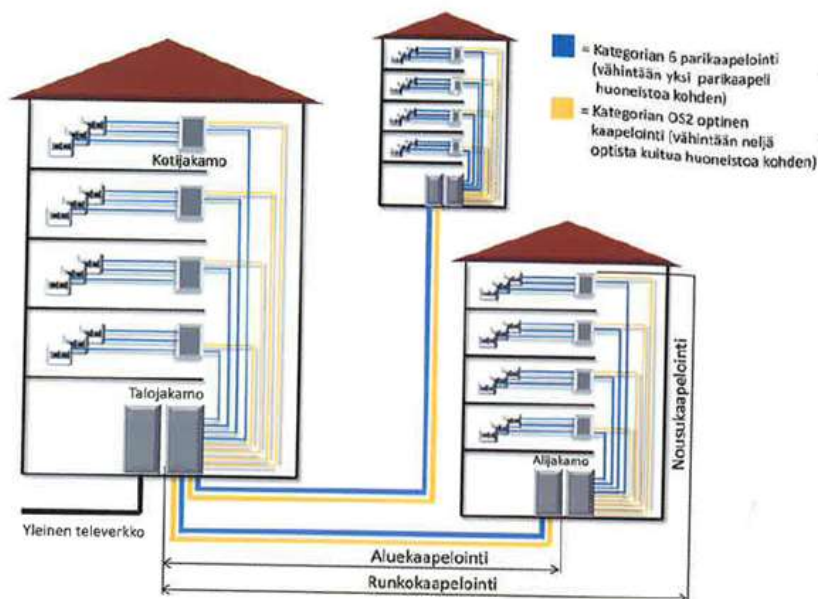 = Kategorian 6 parikaapelointi
(vähintään yksi parikaapeli
huoneistoa kohden)
= Kategorian OS2 optinen
kaapelointi (vähintään neljä
optista kuitua huoneistoa kohden)
Kotijakamo
Talojakamo
Alijakamo
Nousukaapelointi
Yleinen televerkko
Aluekaapelointi
Runkokaapelointi